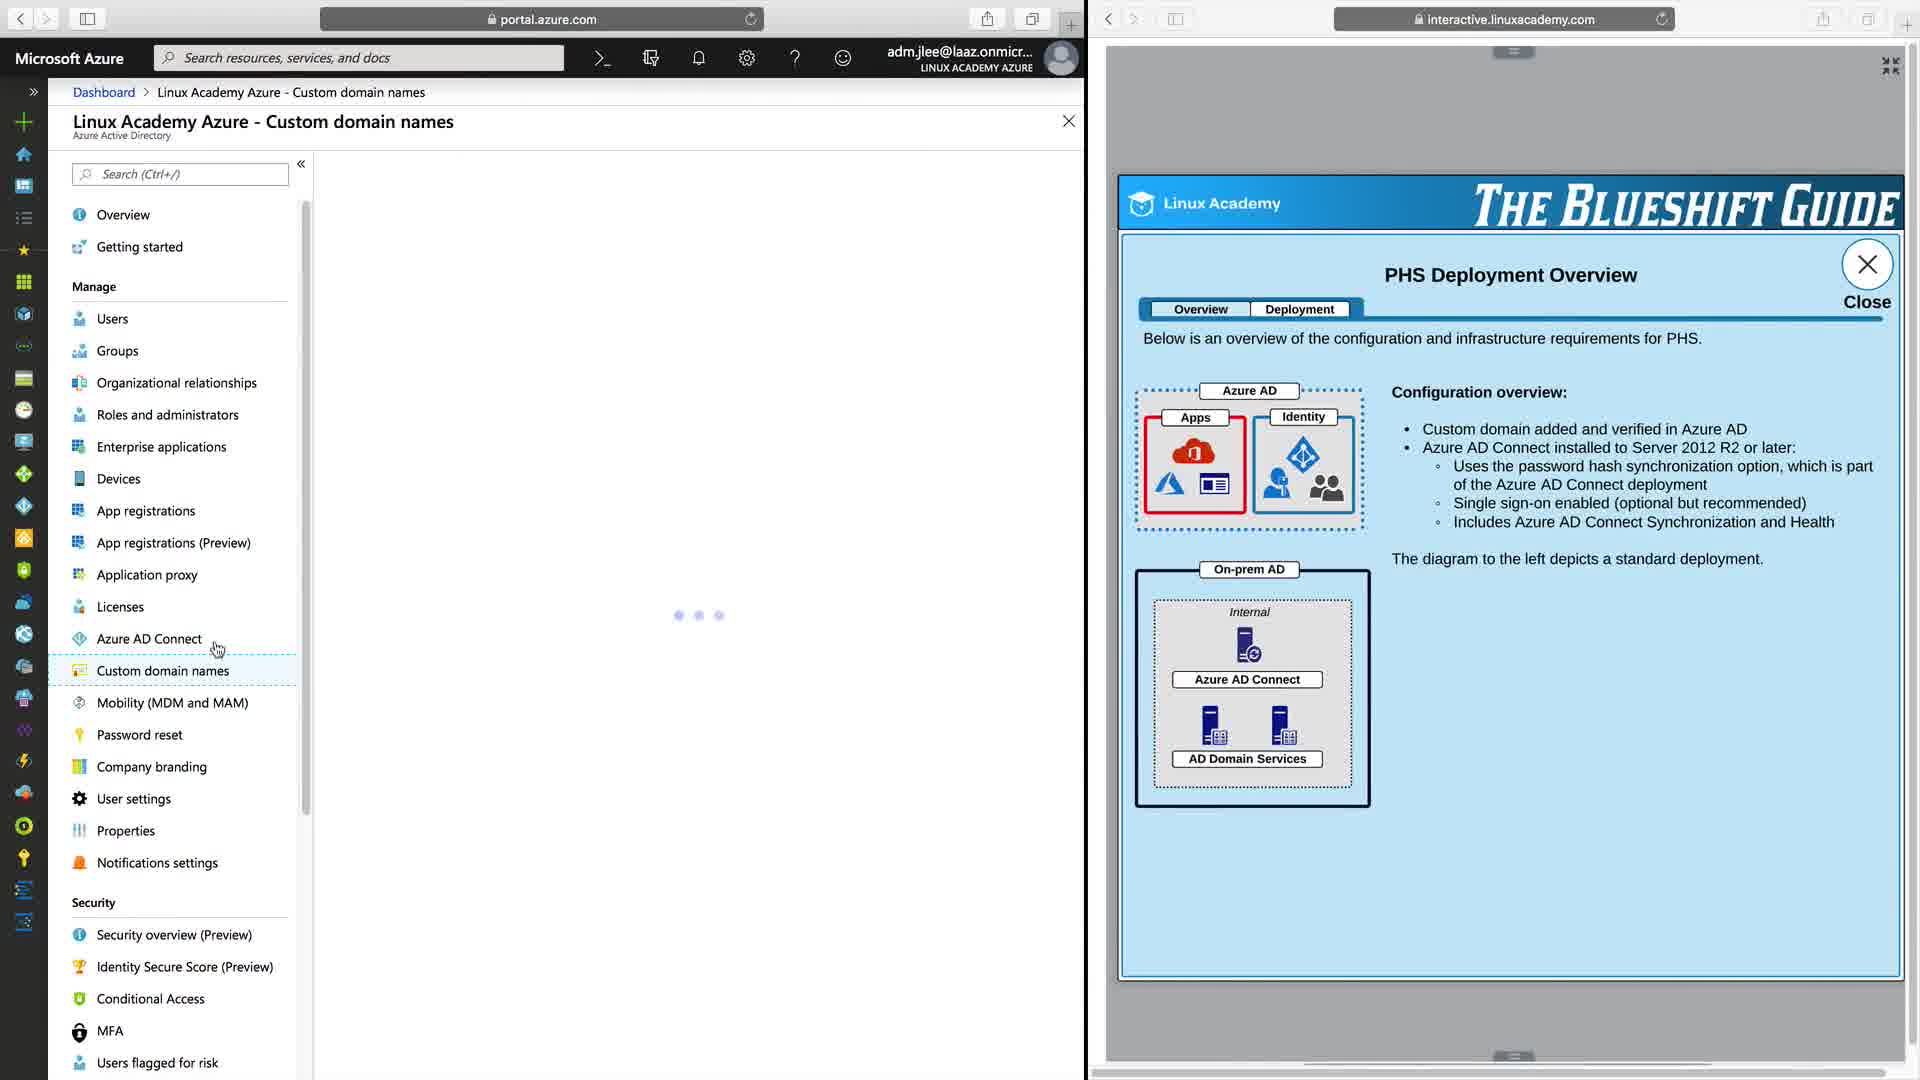 portal.azure.com
Microsoft Azure
Search resources, services, and docs
adm.jlee@laaz.onmicr...
LINUX ACADEMY AZURE
Dashboard > Linux Academy Azure - Custom domain names
Linux Academy Azure - Custom domain names
Azure Active Directory
Search (Ctrl+/)
Overview
Getting started
Manage
Users
Groups
Organizational relationships
Roles and administrators
Enterprise applications
Devices
App registrations
App registrations (Preview)
Application proxy
Licenses
Azure AD Connect
Custom domain names
Mobility (MDM and MAM)
Password reset
Company branding
User settings
Properties
Notifications settings
Security
Security overview (Preview)
Identity Secure Score (Preview)
Conditional Access
MFA
Users flagged for risk
interactive.linuxacademy.com
Linux Academy
THE BLUESHIFT GUIDE
PHS Deployment Overview
Close
Overview
Deployment
Below is an overview of the configuration and infrastructure requirements for PHS.
Azure AD
Apps
Identity
On-prem AD
Internal
Azure AD Connect
AD Domain Services
Configuration overview:
• Custom domain added and verified in Azure AD
• Azure AD Connect installed to Server 2012 R2 or later:
◦ Uses the password hash synchronization option, which is part
of the Azure AD Connect deployment
◦ Single sign-on enabled (optional but recommended)
◦ Includes Azure AD Connect Synchronization and Health
The diagram to the left depicts a standard deployment.